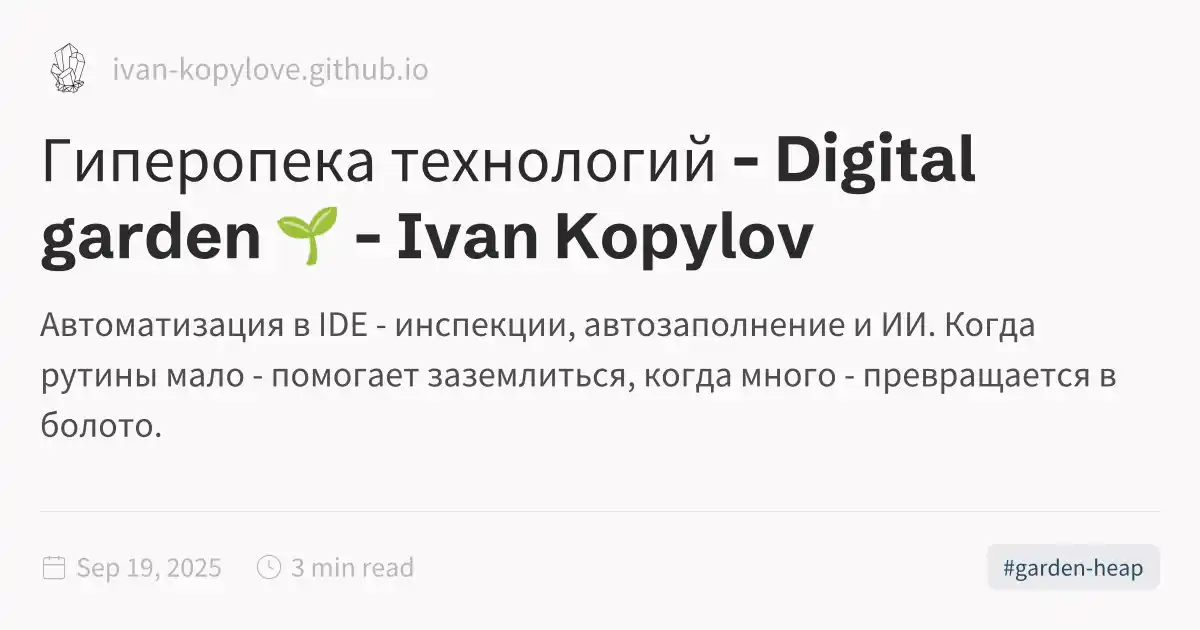 ivan-kopylove.github.io
Гиперопека технологий - Digital
garden 🌱 - Ivan Kopylov
Автоматизация в IDE - инспекции, автозаполнение и ИИ. Когда
рутины мало - помогает заземлиться, когда много - превращается в
болото.
Sep 19, 2025 3 min read #garden-heap